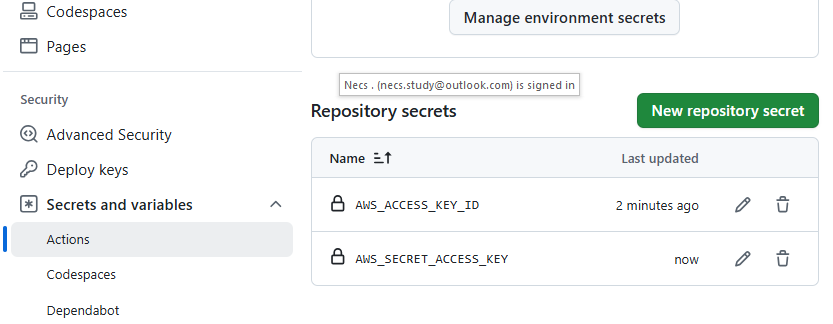 Codespaces
Pages
Security
Advanced Security
Deploy keys
Secrets and variables
Actions
Codespaces
Dependabot
Manage environment secrets
Necs . (necs.study@outlook.com) is signed in
Repository secrets
New repository secret
Name Last updated
AWS_ACCESS_KEY_ID 2 minutes ago
AWS_SECRET_ACCESS_KEY now